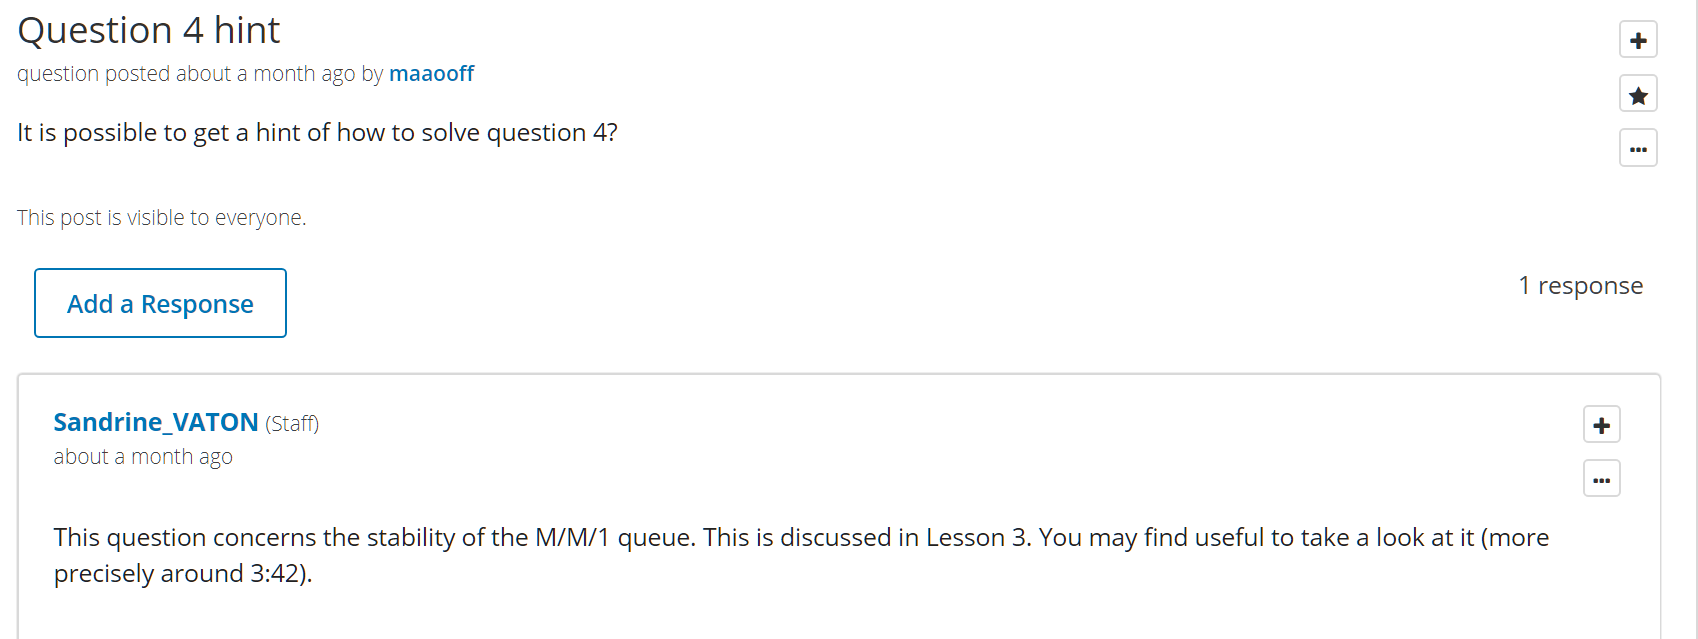 Question 4 hint
question posted about a month ago by maaooff
It is possible to get a hint of how to solve question 4?
This post is visible to everyone.
Add a Response
1 response
Sandrine_VATON (Staff)
about a month ago
This question concerns the stability of the M/M/1 queue. This is discussed in Lesson 3. You may find useful to take a look at it (more
precisely around 3:42).